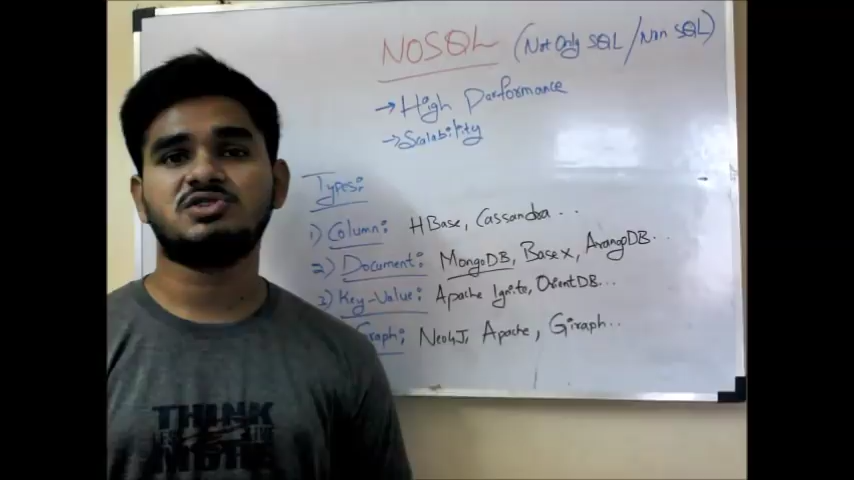 NOSQL (Not Only SQL / Non SQL)
→ High Performance
→ Scalability
Types:
1) Column: HBase, Cassandra ..
2) Document: MongoDB, BaseX, ArangoDB..
3) Key-Value: Apache Ignite, OrientDB...
Graph; Neo4J, Apache, Giraph..
THINK
MORE